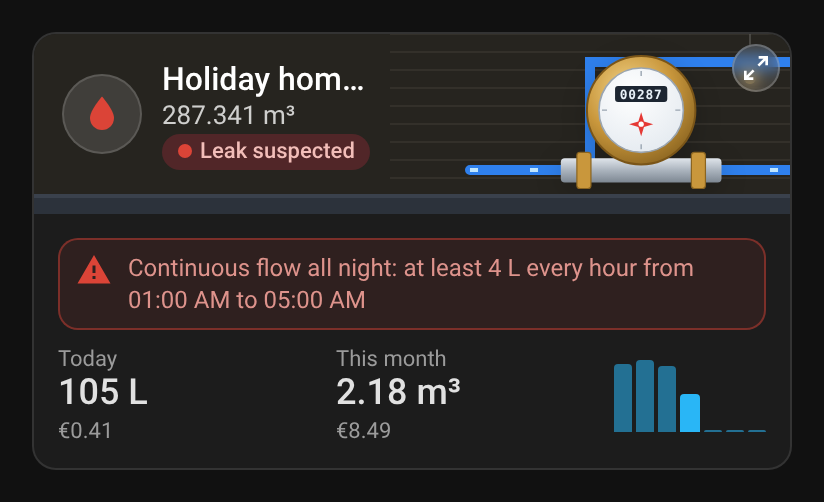 Holiday hom...
287.341 m³
Leak suspected
00287
Continuous flow all night: at least 4 L every hour from
01:00 AM to 05:00 AM
Today
105 L
€0.41
This month
2.18 m³
€8.49